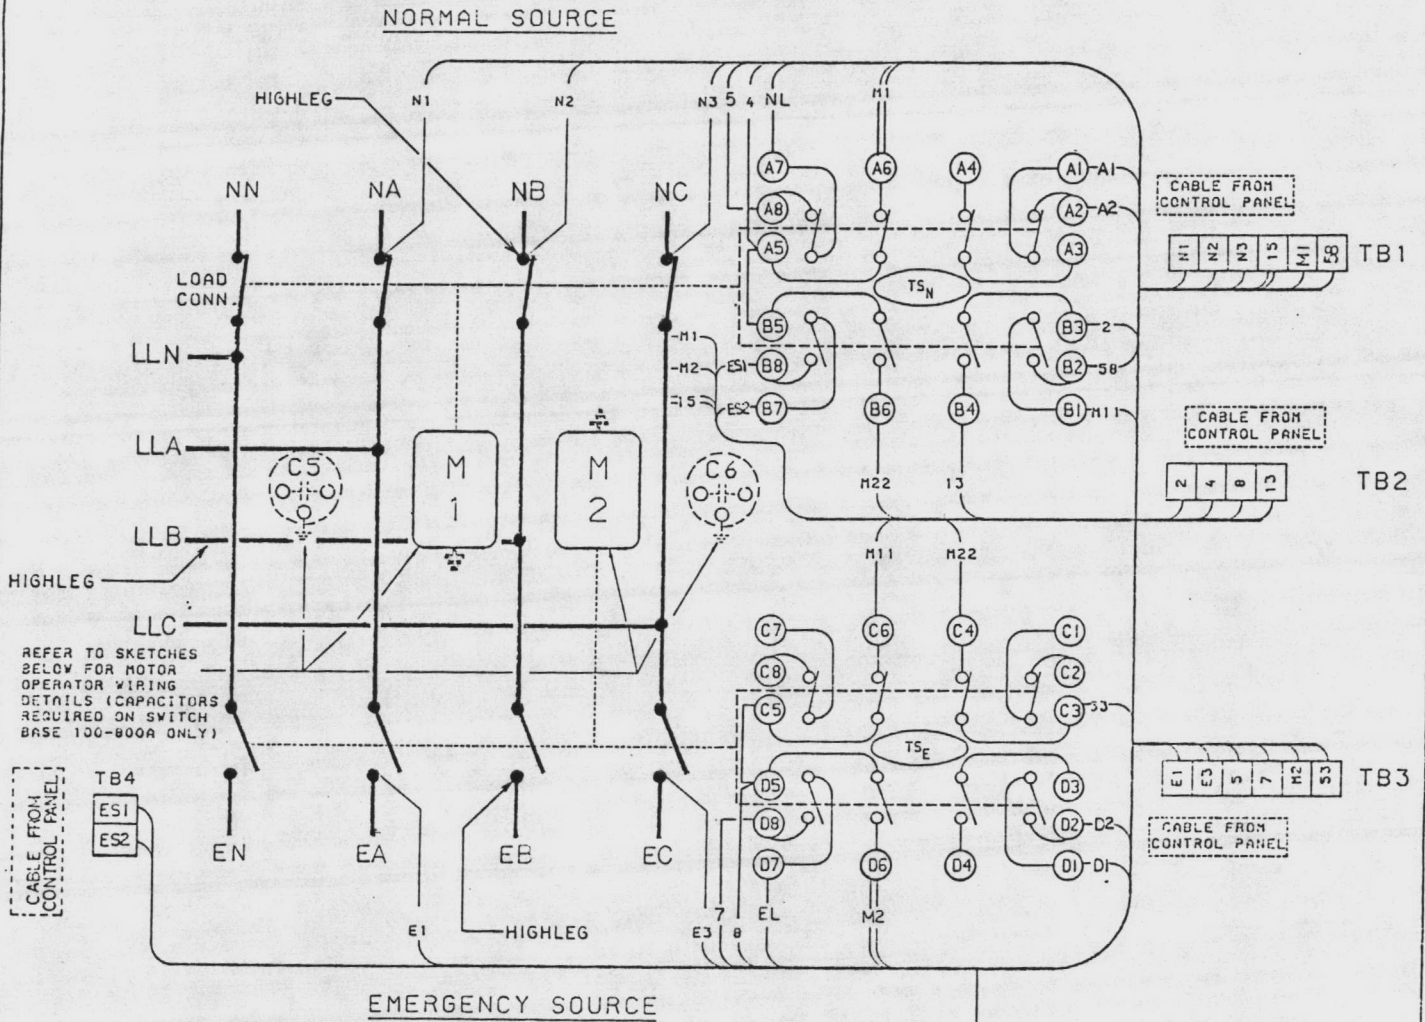 NORMAL SOURCE
HIGHLEG
N1
N2
N3
5
4
NL
M1
NN
NA
NB
NC
A7
A6
A4
A1
A1
A8
A2
A2
A5
A3
CABLE FROM
CONTROL PANEL
N1
N2
N3
15
M1
58
TB1
LOAD
CONN.
TSN
LLN
M1
M2
15
B5
B3
2
ES1
B8
B2
58
ES2
B7
B6
B4
B1
M11
CABLE FROM
CONTROL PANEL
LLA
C5
M
1
M
2
C6
M22
13
2
4
8
13
TB2
LLB
HIGHLEG
M11
M22
LLC
C7
C6
C4
C1
C8
C2
C5
C3
53
REFER TO SKETCHES
BELOW FOR MOTOR
OPERATOR WIRING
DETAILS (CAPACITORS
REQUIRED ON SWITCH
BASE 100-800A ONLY)
TSE
E1
E3
5
7
M2
53
TB3
TB4
ES1
ES2
CABLE FROM
CONTROL PANEL
D5
D3
D8
D2
D2
CABLE FROM
CONTROL PANEL
EN
EA
EB
EC
D7
D6
D4
D1
D1
E1
HIGHLEG
E3
7
8
EL
M2
EMERGENCY SOURCE